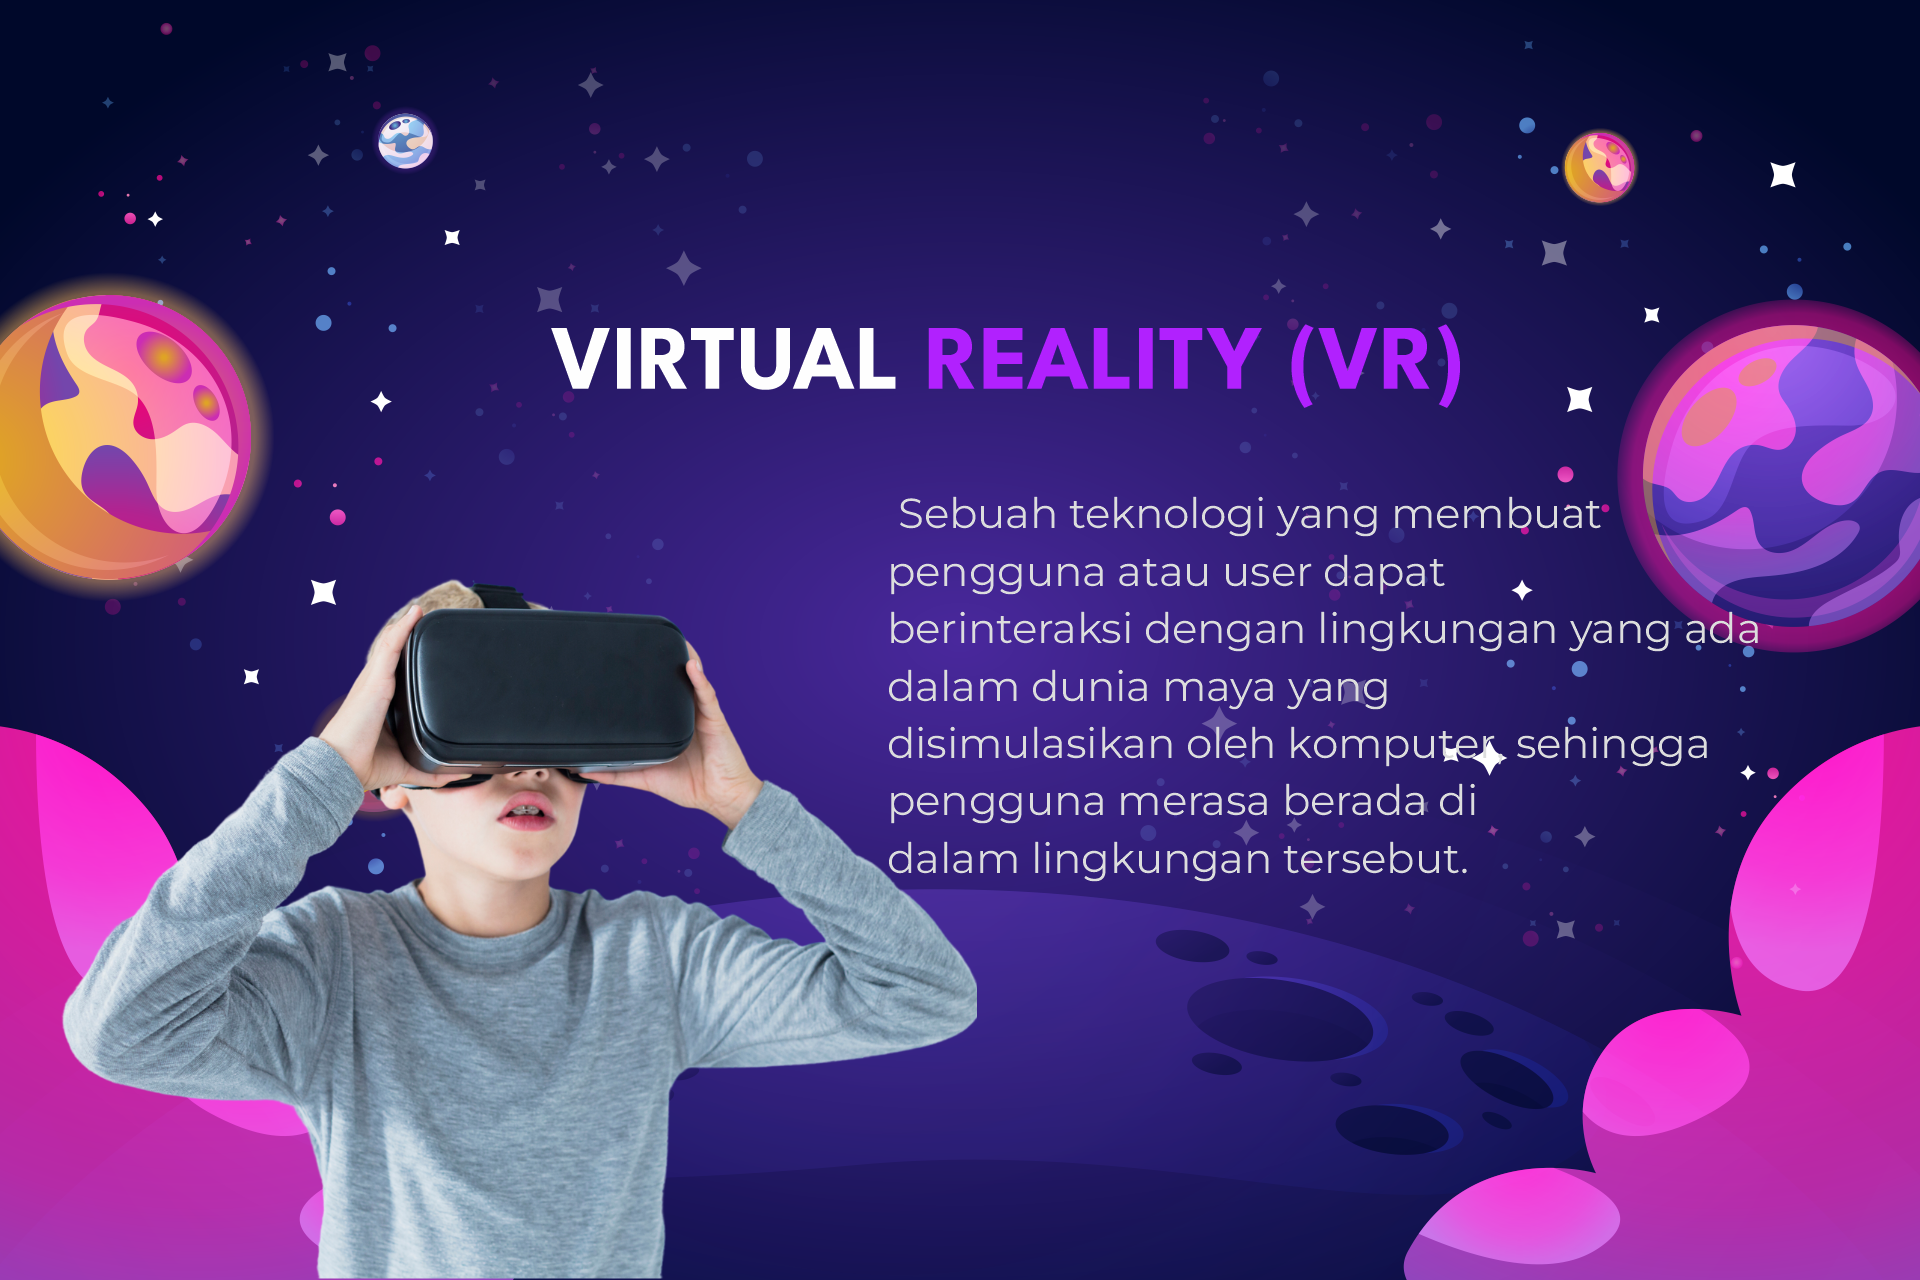 VIRTUAL REALITY (VR)
Sebuah teknologi yang membuat
pengguna atau user dapat
berinteraksi dengan lingkungan yang ada
dalam dunia maya yang
disimulasikan oleh komputer, sehingga
pengguna merasa berada di
dalam lingkungan tersebut.